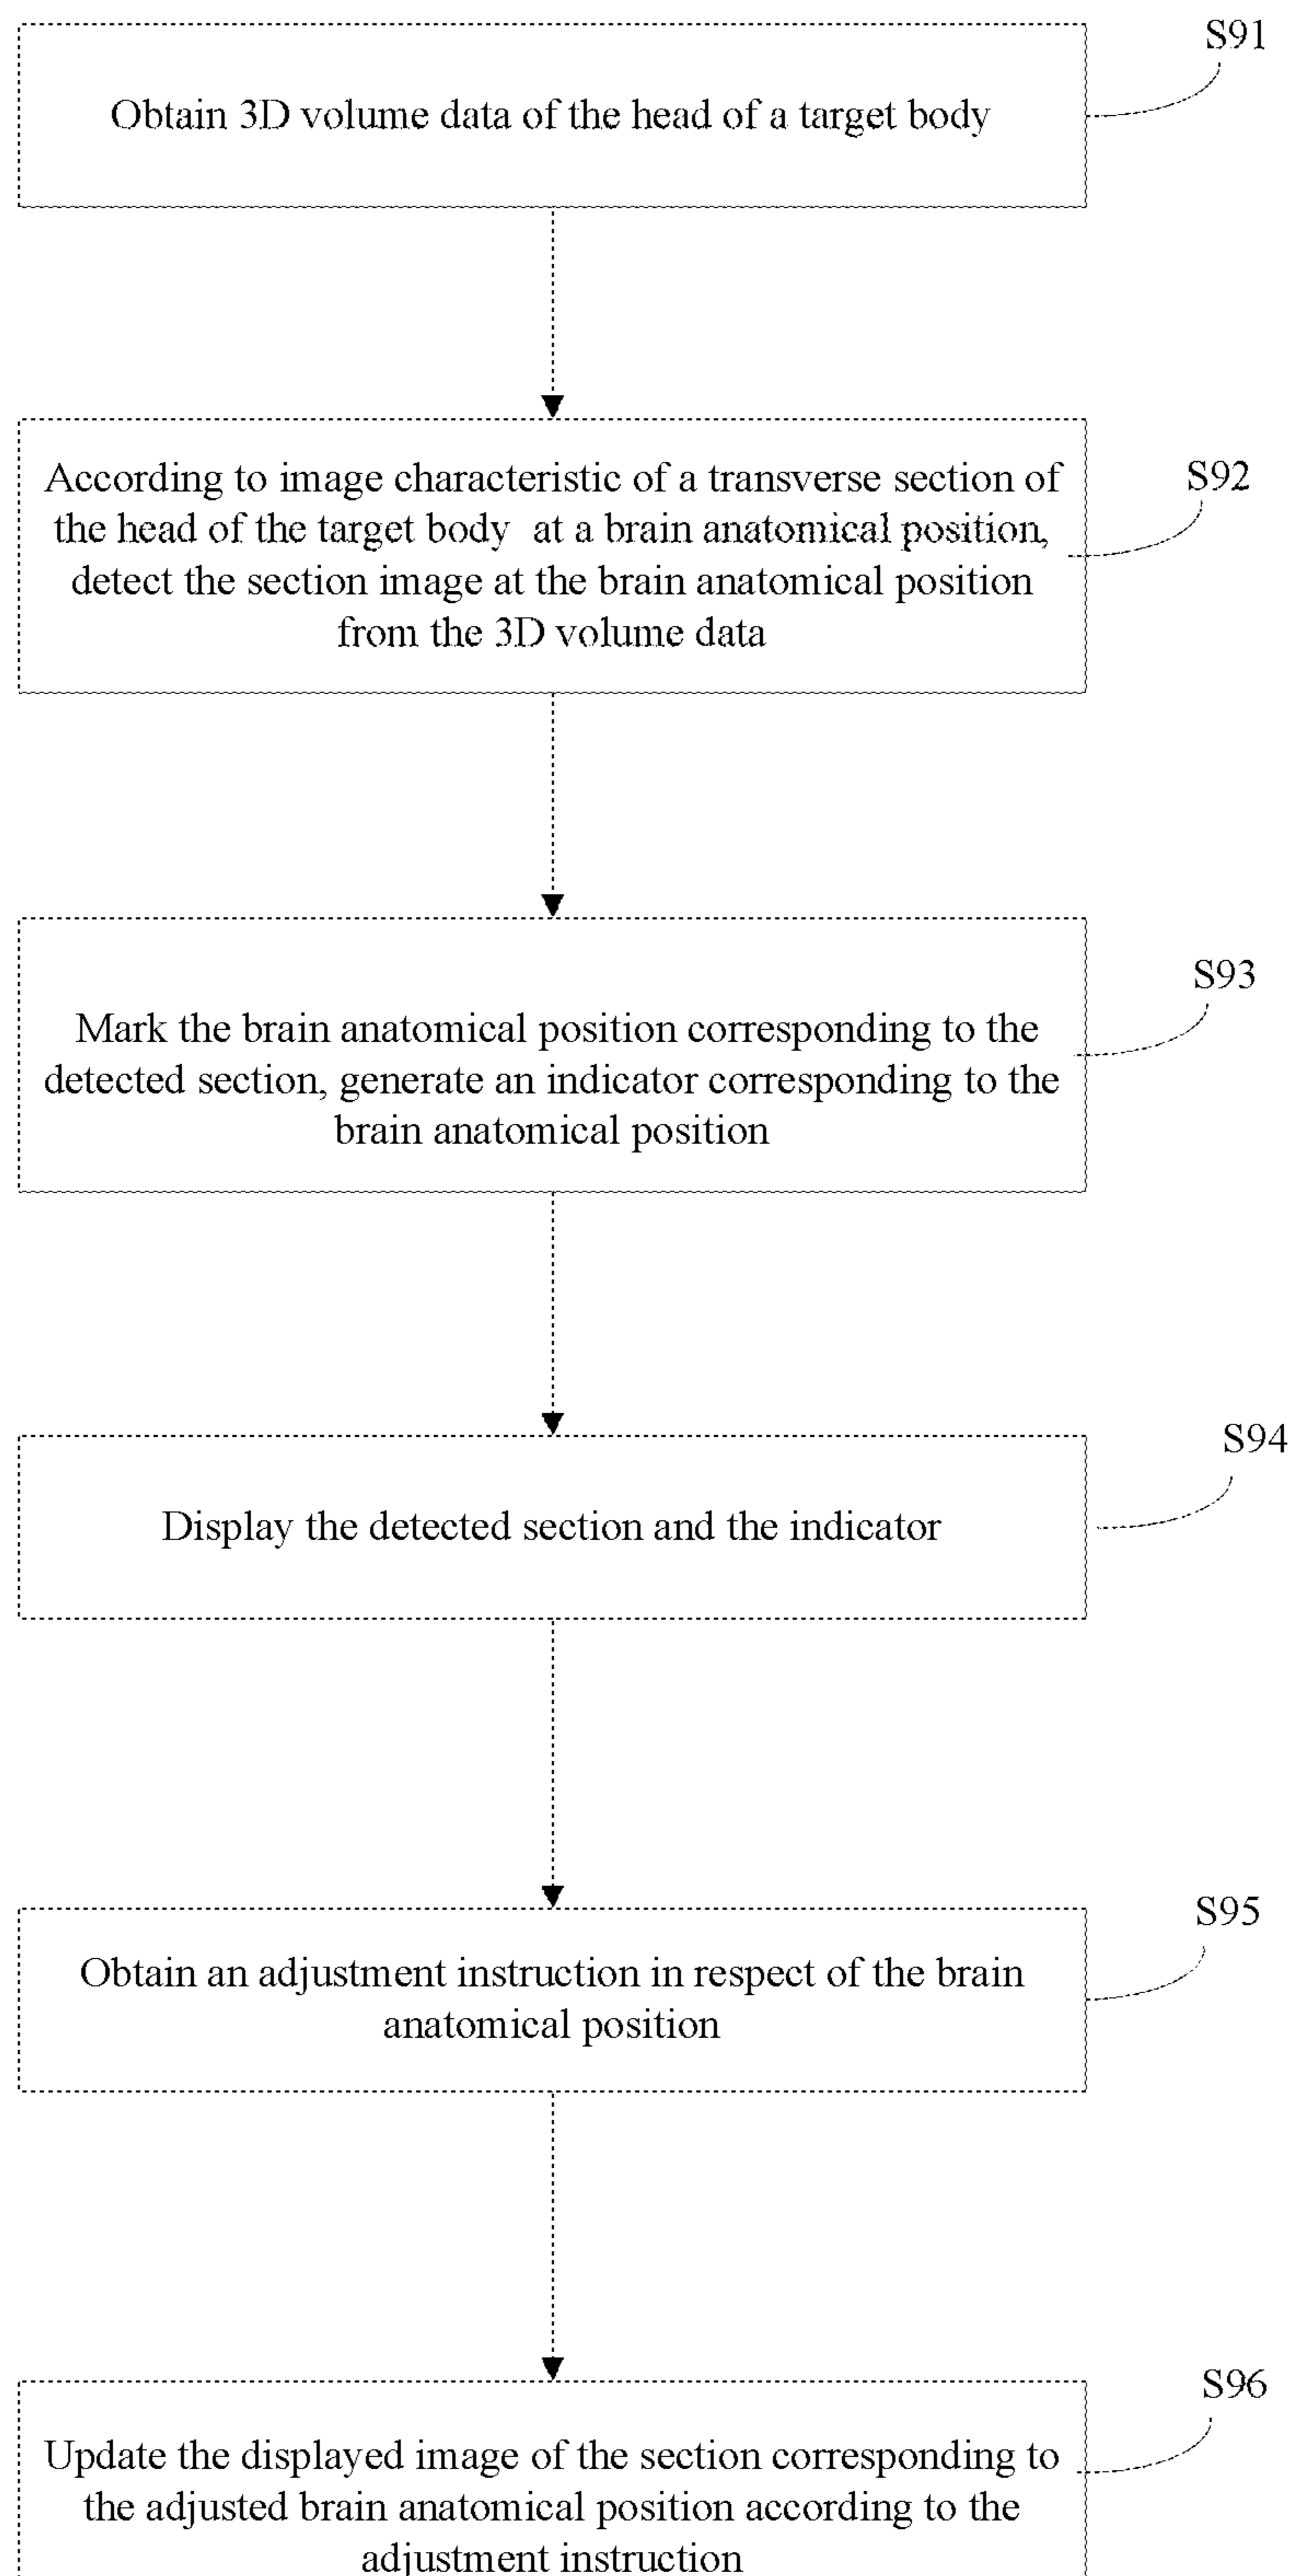 S91
Obtain 3D volume data of the head of a target body
S92
According to image characteristic of a transverse section of
the head of the target body at a brain anatomical position,
detect the section image at the brain anatomical position
from the 3D volume data
S93
Mark the brain anatomical position corresponding to the
detected section, generate an indicator corresponding to the
brain anatomical position
S94
Display the detected section and the indicator
S95
Obtain an adjustment instruction in respect of the brain
anatomical position
S96
Update the displayed image of the section corresponding to
the adjusted brain anatomical position according to the
adjustment instruction